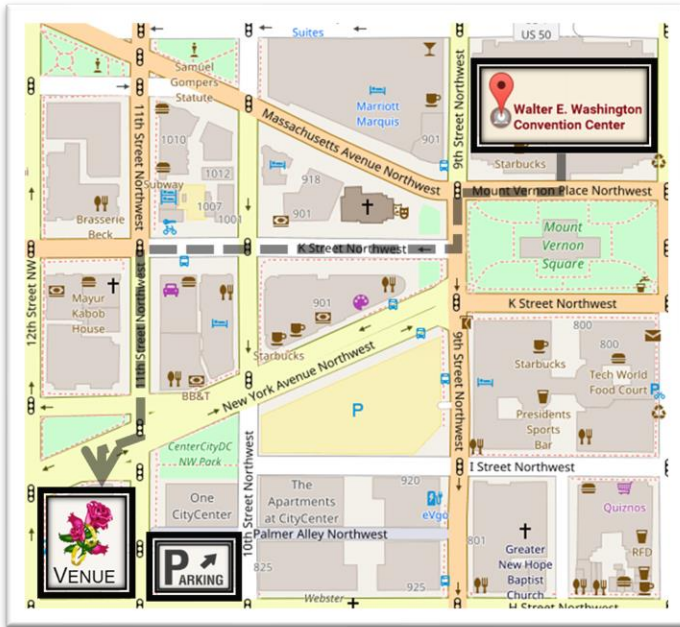 US 50
Suites
Samuel
Gompers
Statute
Marriott
Marquis
901
9th Street Northwest
Walter E. Washington
Convention Center
Starbucks
Massachusetts Avenue Northwest
Mount Vernon Place Northwest
11th Street Northwest
1010
1012
Subway
1007
1001
918
901
Brasserie
Beck
K Street Northwest
Mount
Vernon
Square
12th Street NW
Mayur
Kabob
House
11th Street Northwest
901
Starbucks
BB&T
New York Avenue Northwest
K Street Northwest
800
800
Starbucks
Tech World
Food Court
Presidents
Sports
Bar
9th Street Northwest
P
P
CenterCityDC
NW.Park
10th Street Northwest
I Street Northwest
One
CityCenter
The
Apartments
at CityCenter
920
eVgo
Palmer Alley Northwest
825
925
Webster
801
Greater
New Hope
Baptist
Church
Quiznos
RFD
H Street Northwest
VENUE
PARKING